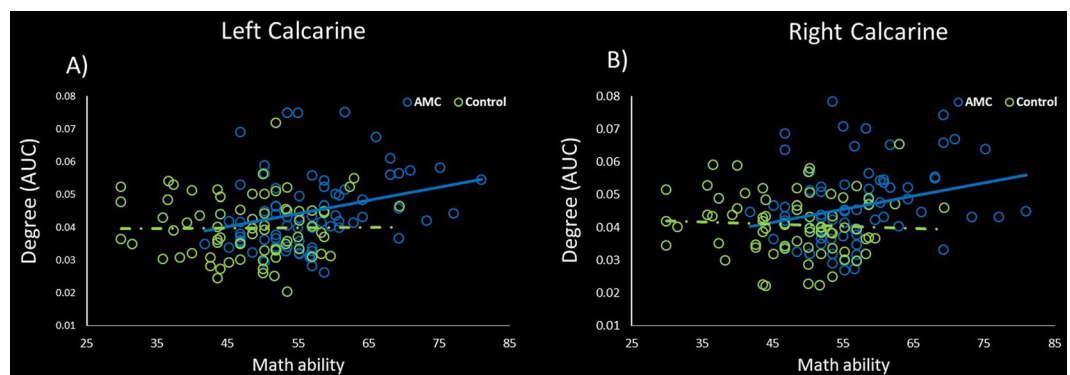 Left Calcarine
Right Calcarine
A)
B)
AMC Control
Degree (AUC)
0.08
0.07
0.06
0.05
0.04
0.03
0.02
0.01
25 35 45 55 65 75 85
Math ability
AMC Control
Degree (AUC)
0.08
0.07
0.06
0.05
0.04
0.03
0.02
0.01
25 35 45 55 65 75 85
Math ability